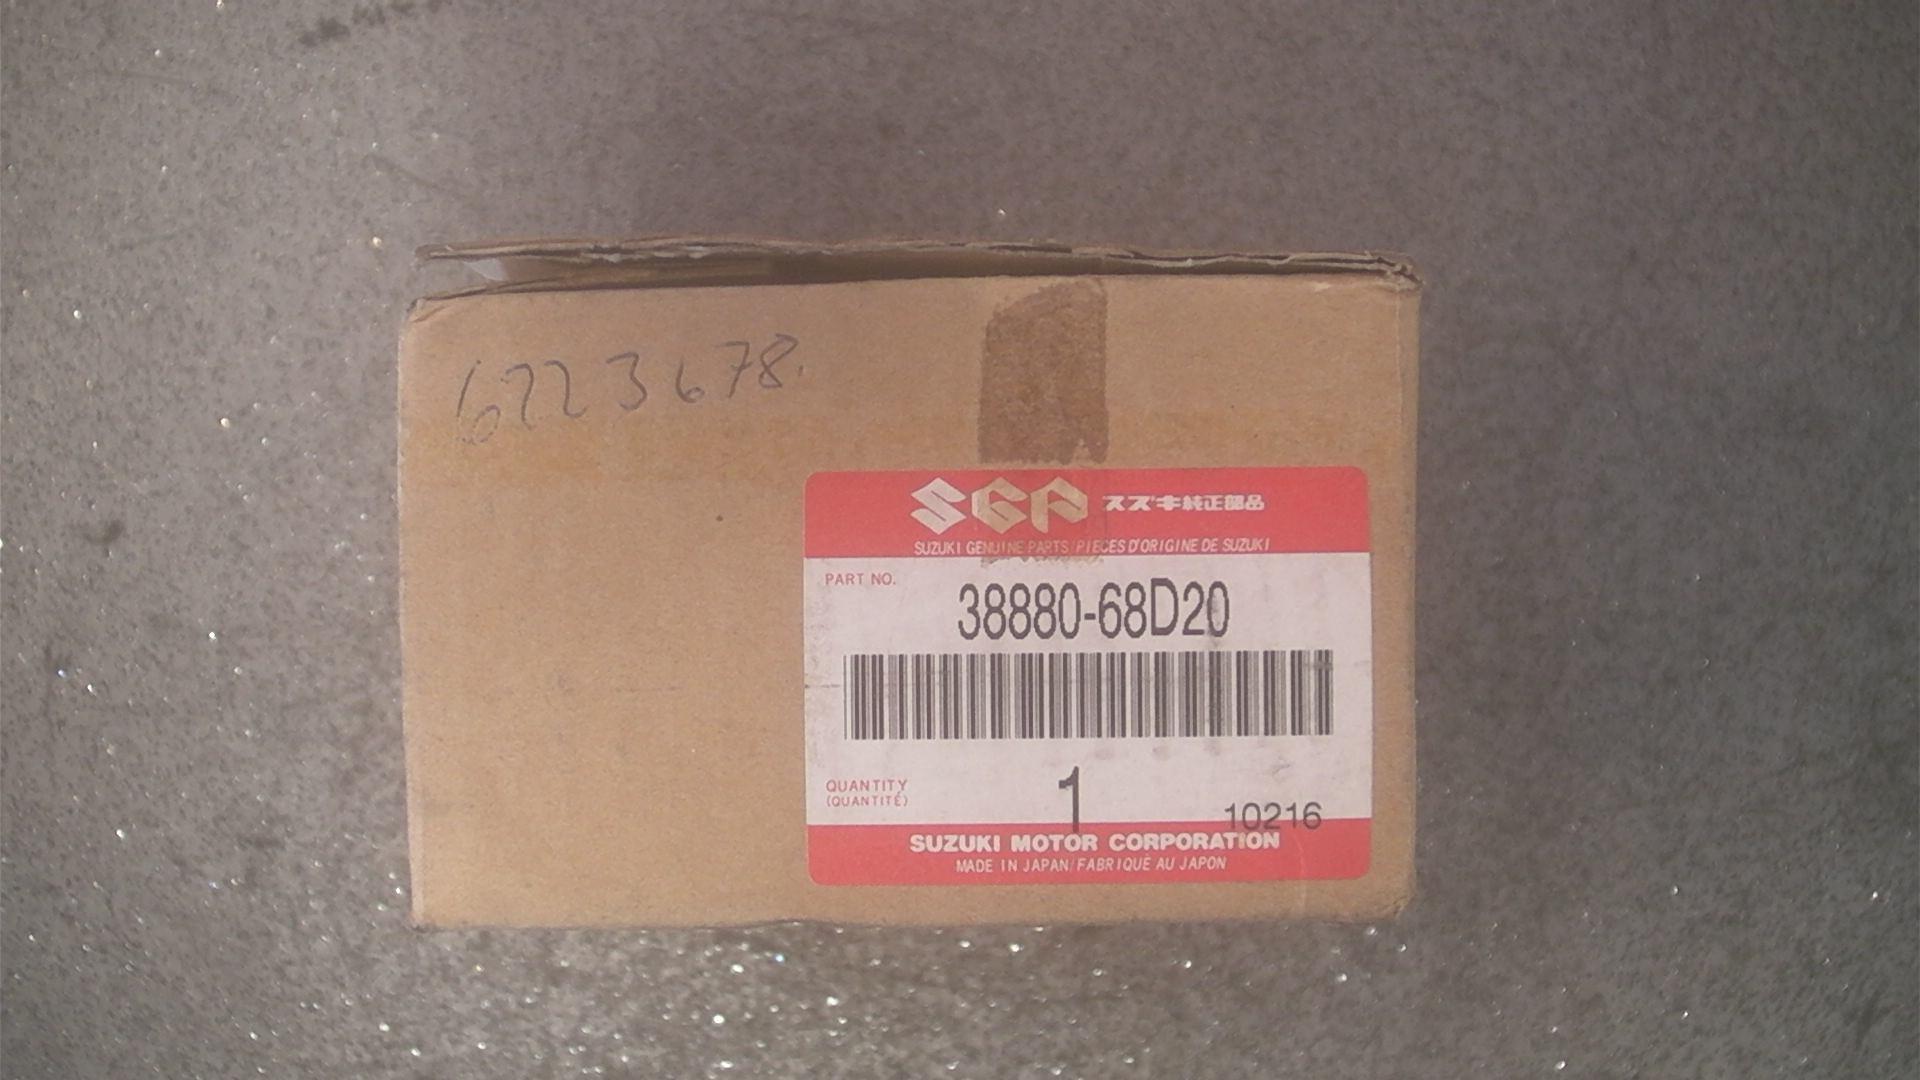 6223678.
SGP スズキ純正部品
SUZUKI GENUINE PARTS/PIECES D'ORIGINE DE SUZUKI
PART NO.
38880-68D20
QUANTITY
(QUANTITÉ)
1
10216
SUZUKI MOTOR CORPORATION
MADE IN JAPAN/FABRIQUÉ AU JAPON